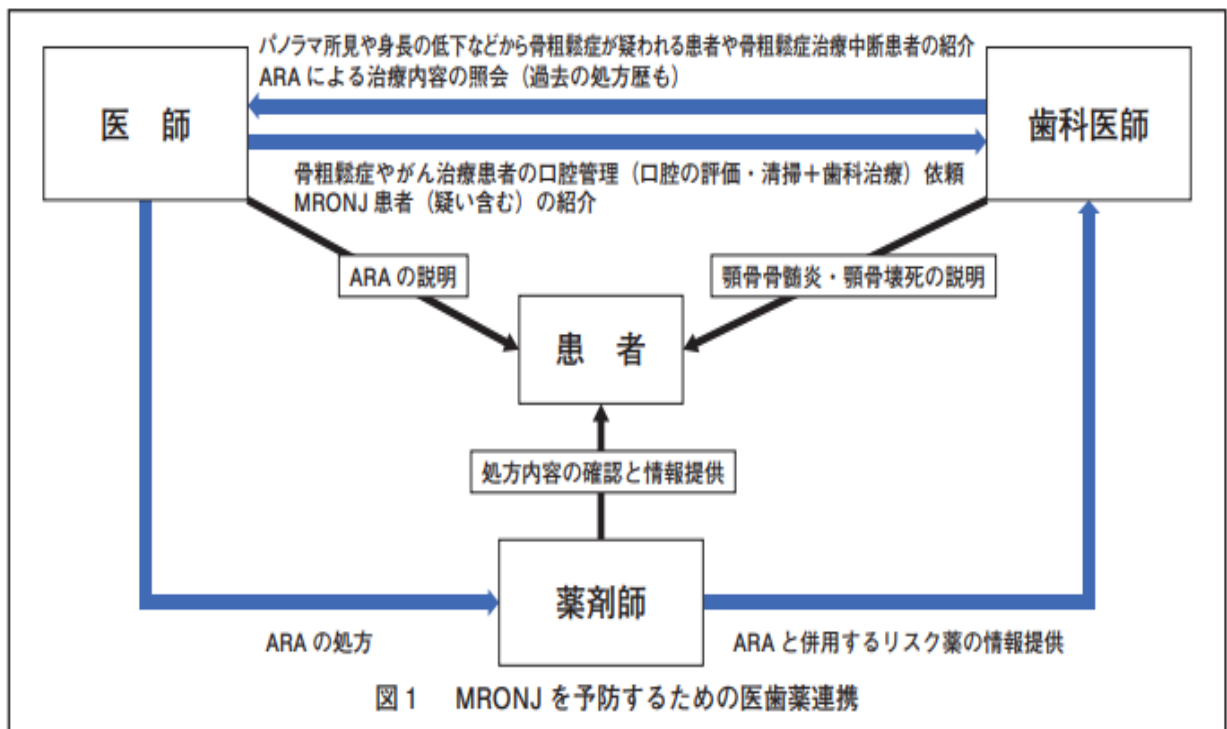 パノラマ所見や身長の低下などから骨粗鬆症が疑われる患者や骨粗鬆症治療中断患者の紹介
ARA による治療内容の照会（過去の処方歴も）
医 師
歯科医師
骨粗鬆症やがん治療患者の口腔管理（口腔の評価・清掃＋歯科治療）依頼
MRONJ 患者（疑い含む）の紹介
ARA の説明
顎骨骨髄炎・顎骨壊死の説明
患 者
処方内容の確認と情報提供
薬剤師
ARA の処方
ARA と併用するリスク薬の情報提供
図1 MRONJ を予防するための医歯薬連携